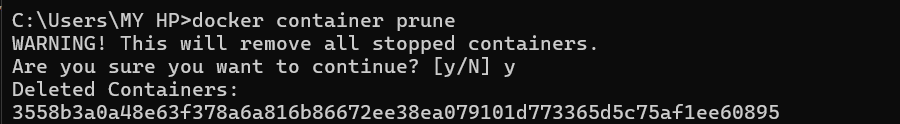 C:\Users\MY HP>docker container prune
WARNING! This will remove all stopped containers.
Are you sure you want to continue? [y/N] y
Deleted Containers:
3558b3a0a48e63f378a6a816b86672ee38ea079101d773365d5c75af1ee60895